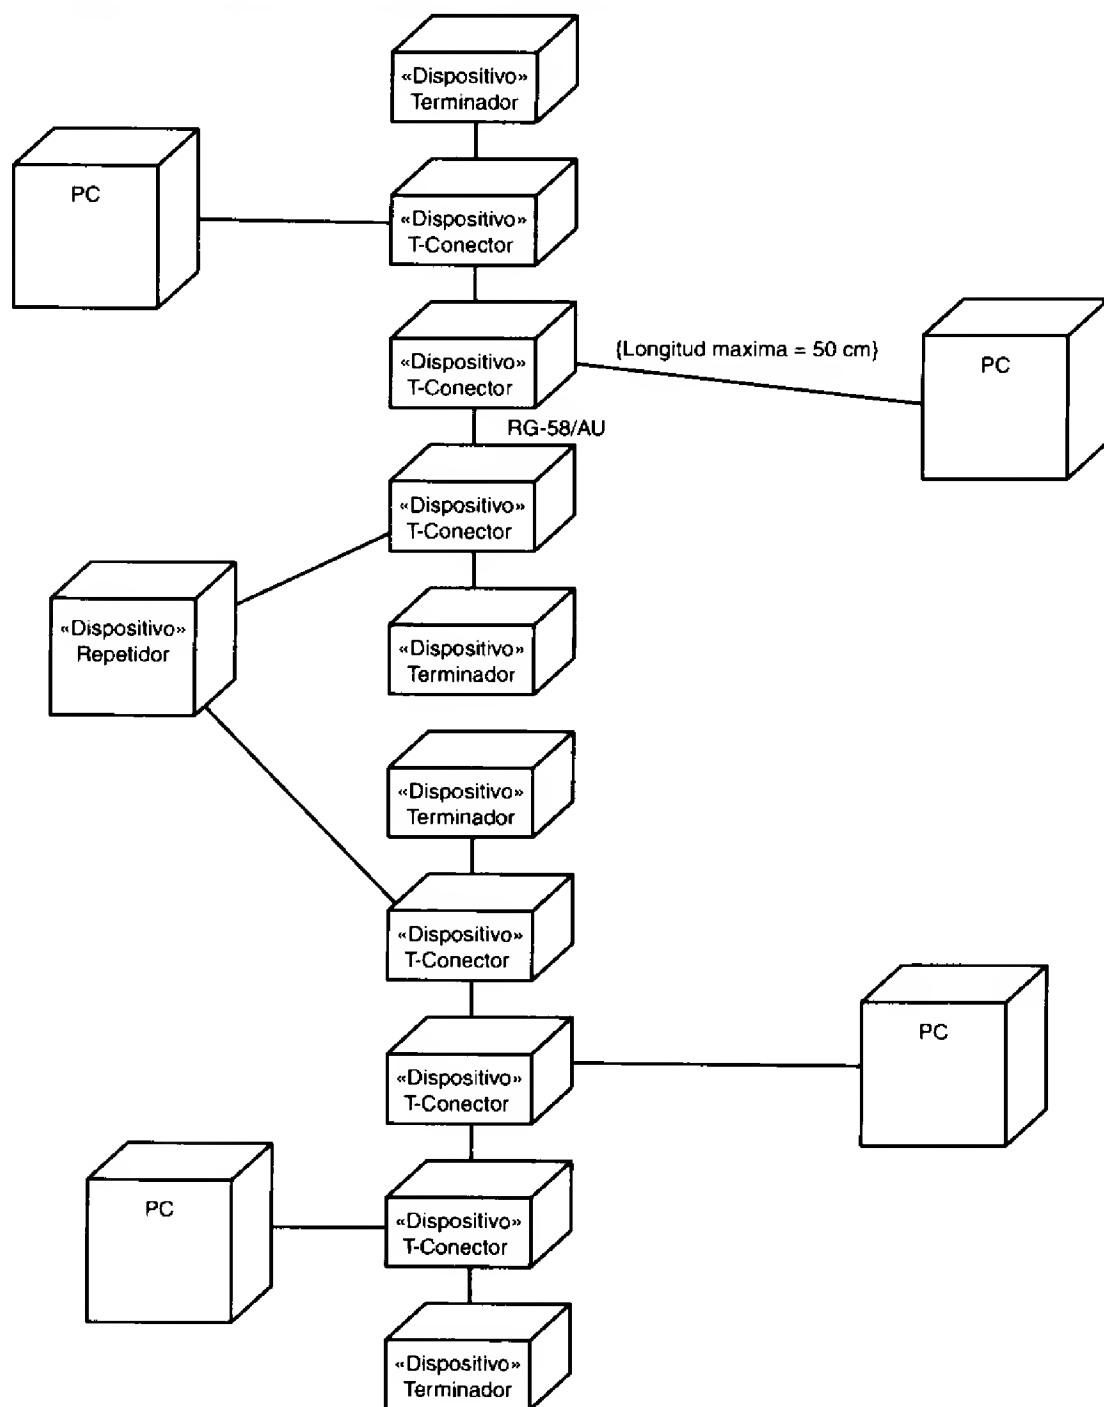 «Dispositivo»
Terminador
PC
«Dispositivo»
T-Conector
«Dispositivo»
T-Conector
{Longitud maxima = 50 cm}
PC
RG-58/AU
«Dispositivo»
T-Conector
«Dispositivo»
Repetidor
«Dispositivo»
Terminador
«Dispositivo»
Terminador
«Dispositivo»
T-Conector
PC
«Dispositivo»
T-Conector
PC
«Dispositivo»
T-Conector
«Dispositivo»
Terminador